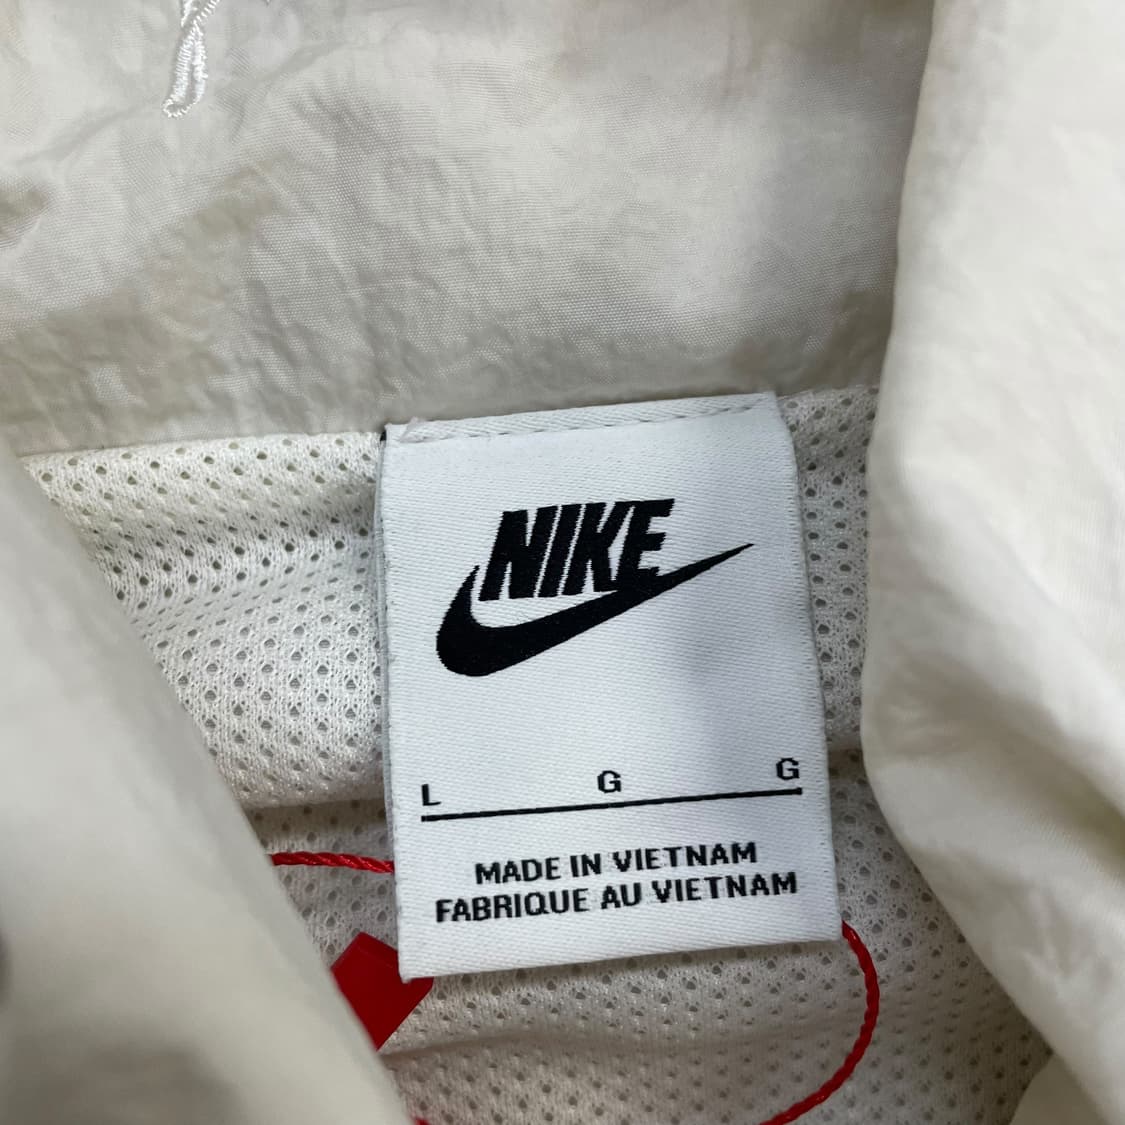 NIKE
L G G
MADE IN VIETNAM
FABRIQUE AU VIETNAM